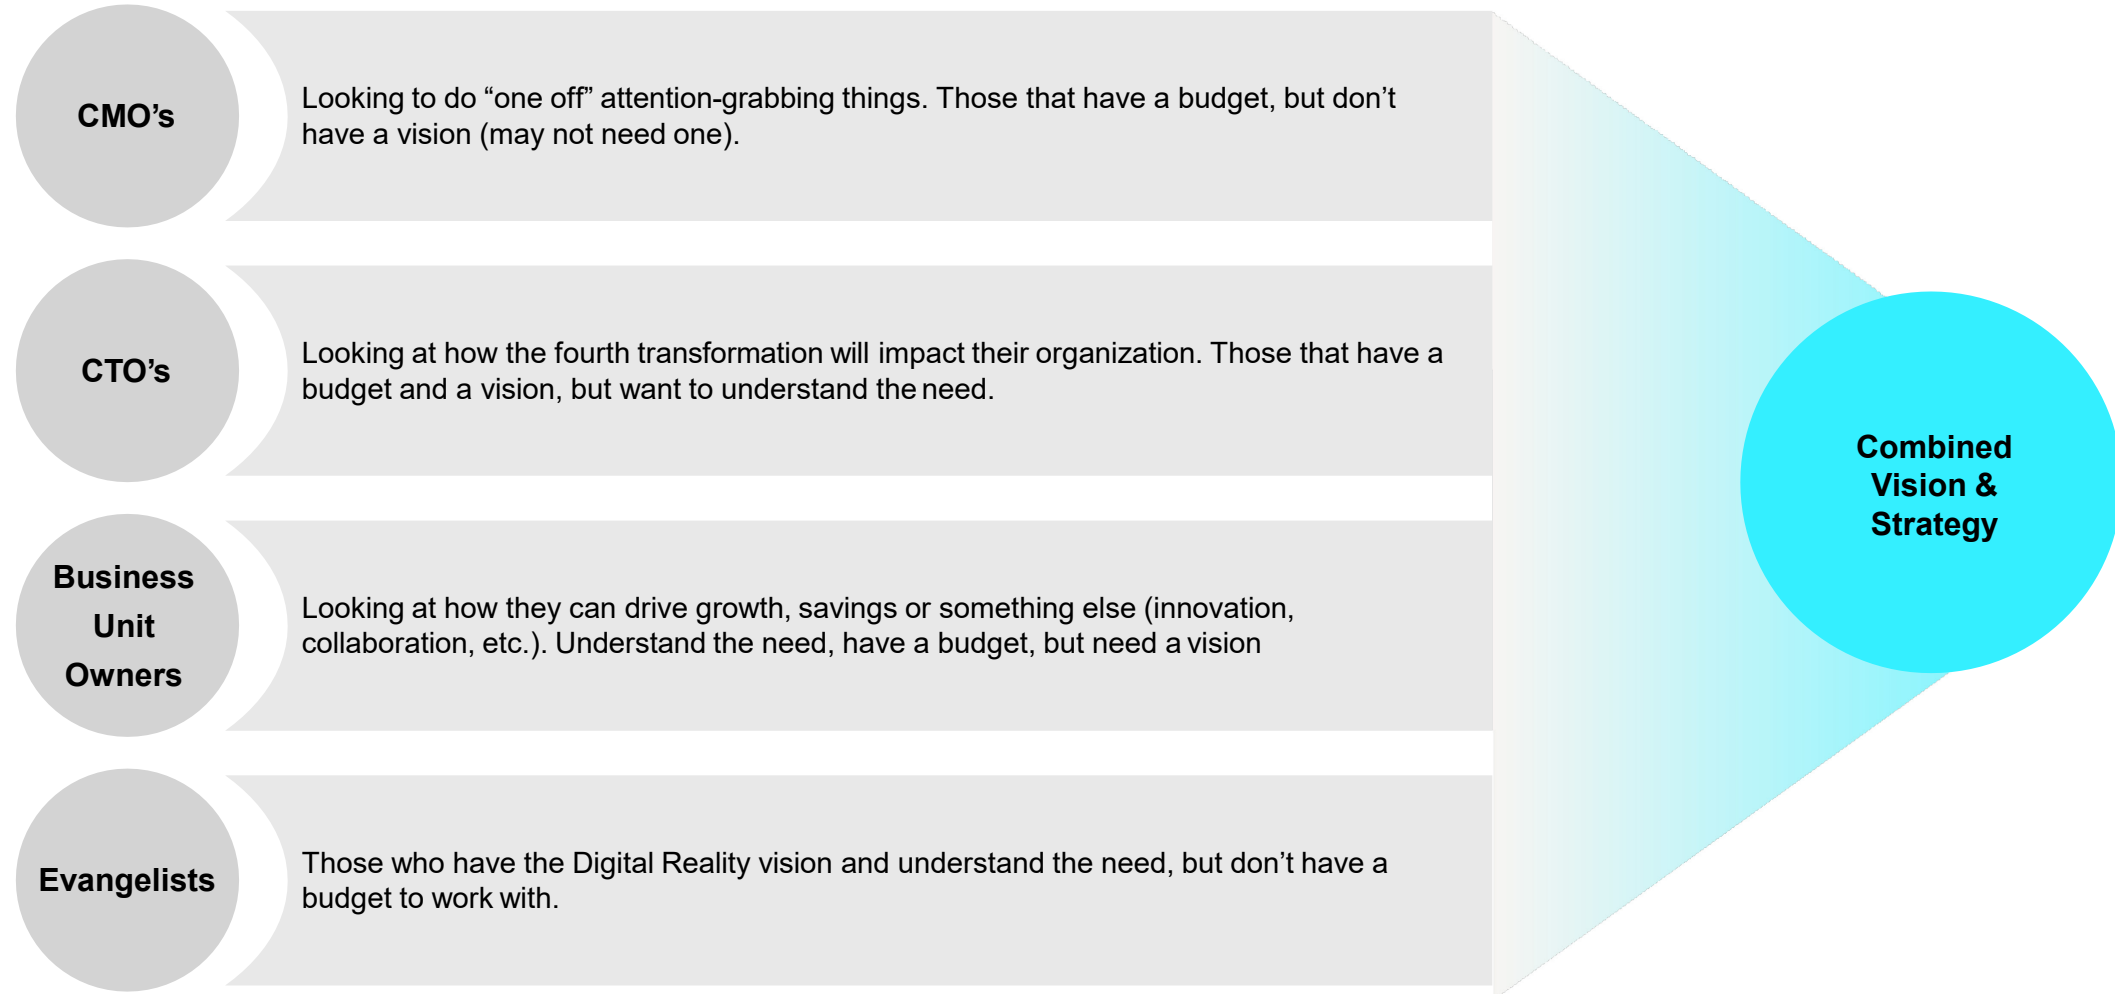 CMO’s
Looking to do “one off” attention-grabbing things. Those that have a budget, but don’t
have a vision (may not need one).
CTO’s
Looking at how the fourth transformation will impact their organization. Those that have a
budget and a vision, but want to understand the need.
Business
Unit
Owners
Looking at how they can drive growth, savings or something else (innovation,
collaboration, etc.). Understand the need, have a budget, but need a vision
Evangelists
Those who have the Digital Reality vision and understand the need, but don’t have a
budget to work with.
Combined
Vision &
Strategy